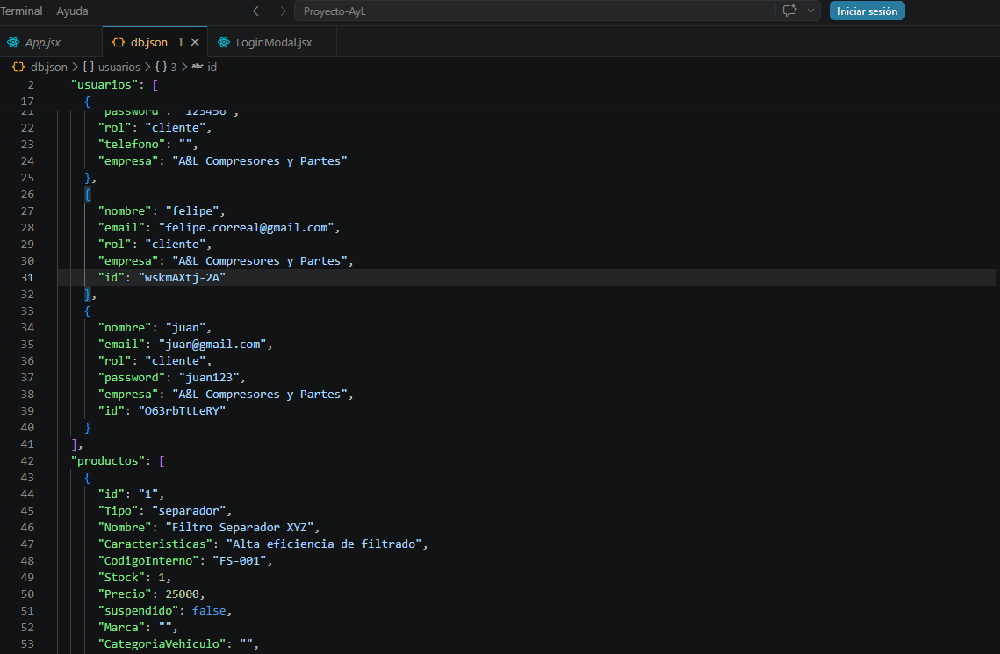 Terminal Ayuda Proyecto-AyL Iniciar sesión
App.jsx db.json 1 LoginModal.jsx
{} db.json > [ ] usuarios > {} 3 > abc id
2 "usuarios": [
17 {
21 "password": "123456",
22 "rol": "cliente",
23 "telefono": "",
24 "empresa": "A&L Compresores y Partes"
25 },
26 {
27 "nombre": "felipe",
28 "email": "felipe.correal@gmail.com",
29 "rol": "cliente",
30 "empresa": "A&L Compresores y Partes",
31 "id": "wskmAXtj-2A"
32 },
33 {
34 "nombre": "juan",
35 "email": "juan@gmail.com",
36 "rol": "cliente",
37 "password": "juan123",
38 "empresa": "A&L Compresores y Partes",
39 "id": "O63rbTtLeRY"
40 }
41 ],
42 "productos": [
43 {
44 "id": "1",
45 "Tipo": "separador",
46 "Nombre": "Filtro Separador XYZ",
47 "Caracteristicas": "Alta eficiencia de filtrado",
48 "CodigoInterno": "FS-001",
49 "Stock": 1,
50 "Precio": 25000,
51 "suspendido": false,
52 "Marca": "",
53 "CategoriaVehiculo": "",